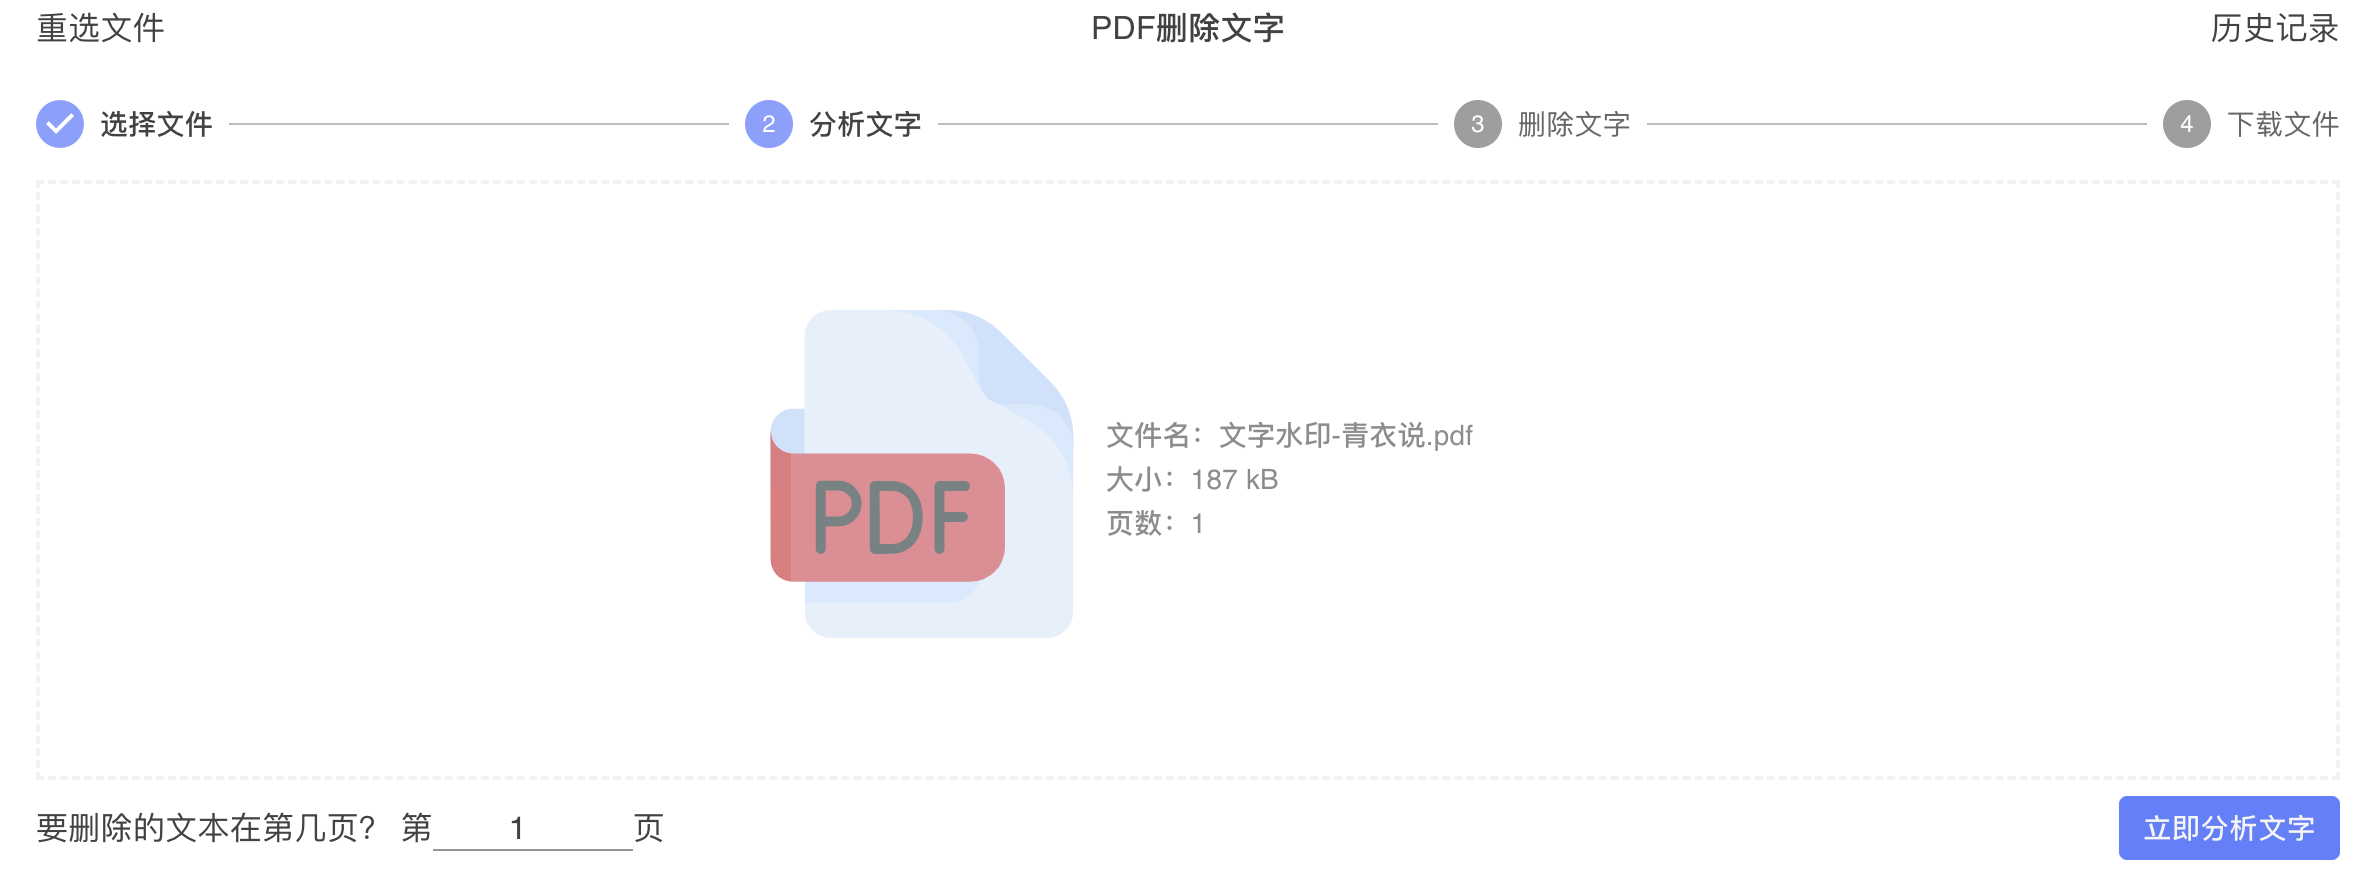 重选文件
PDF删除文字
历史记录
选择文件
2 分析文字
3 删除文字
4 下载文件
PDF
文件名：文字水印-青衣说.pdf
大小：187 kB
页数：1
要删除的文本在第几页？ 第 1 页
立即分析文字